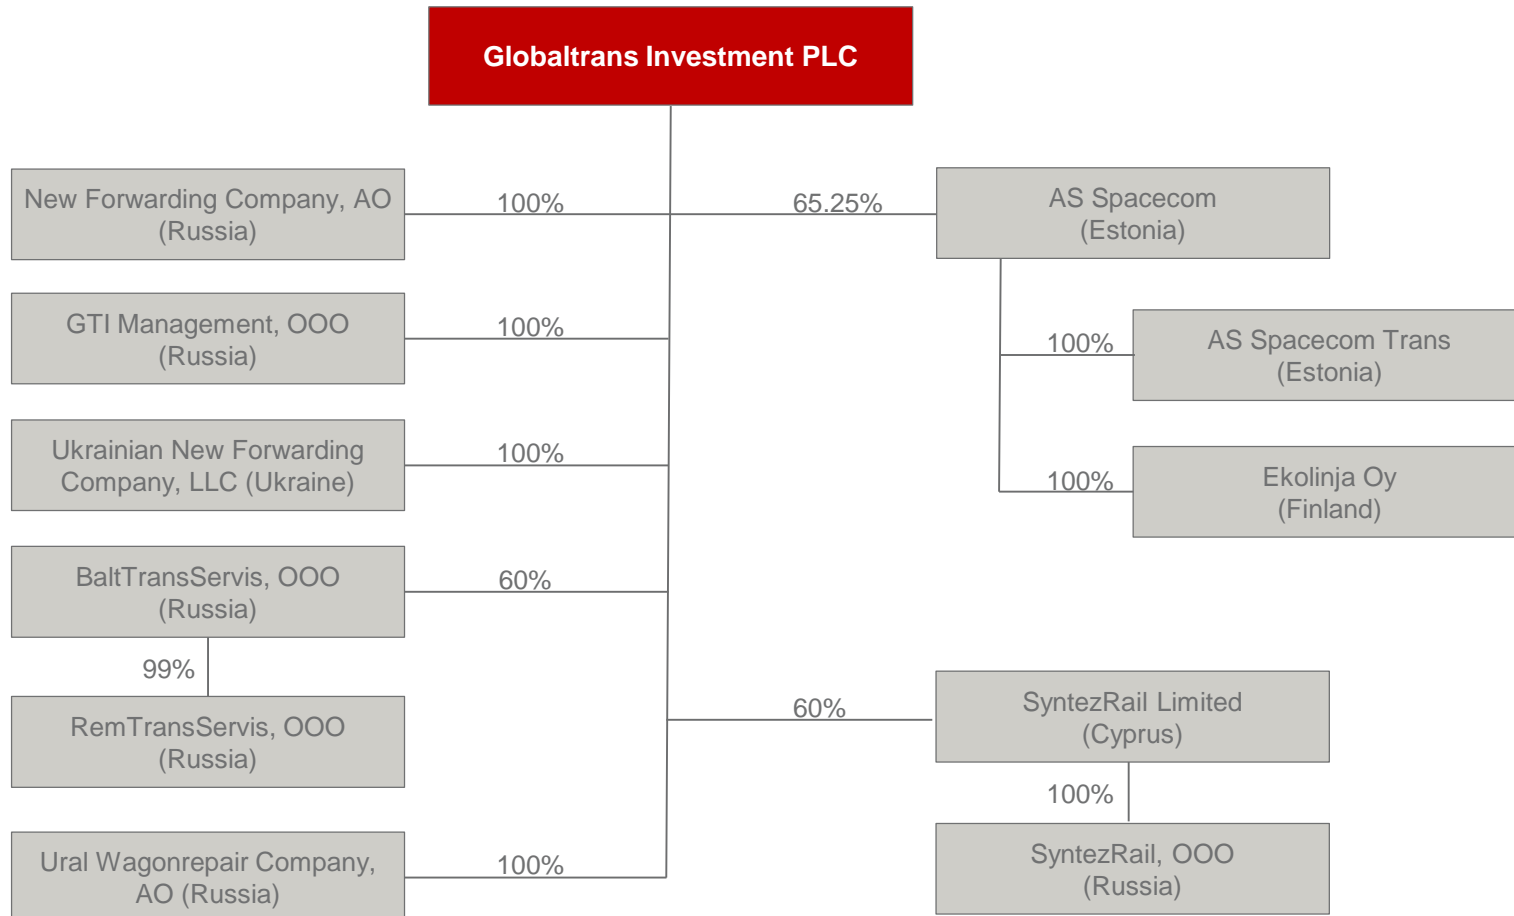 Globaltrans Investment PLC
New Forwarding Company, AO
(Russia)
100%
65.25%
AS Spacecom
(Estonia)
GTI Management, OOO
(Russia)
100%
100%
AS Spacecom Trans
(Estonia)
Ukrainian New Forwarding
Company, LLC (Ukraine)
100%
100%
Ekolinja Oy
(Finland)
BaltTransServis, OOO
(Russia)
60%
99%
RemTransServis, OOO
(Russia)
60%
SyntezRail Limited
(Cyprus)
100%
Ural Wagonrepair Company,
AO (Russia)
100%
SyntezRail, OOO
(Russia)